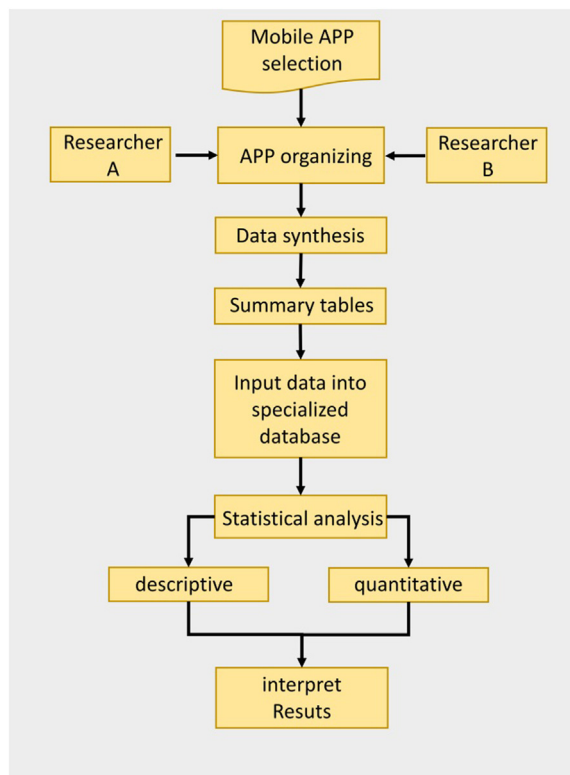 Mobile APP
selection
Researcher
A
APP organizing
Researcher
B
Data synthesis
Summary tables
Input data into
specialized
database
Statistical analysis
descriptive
quantitative
interpret
Resuts